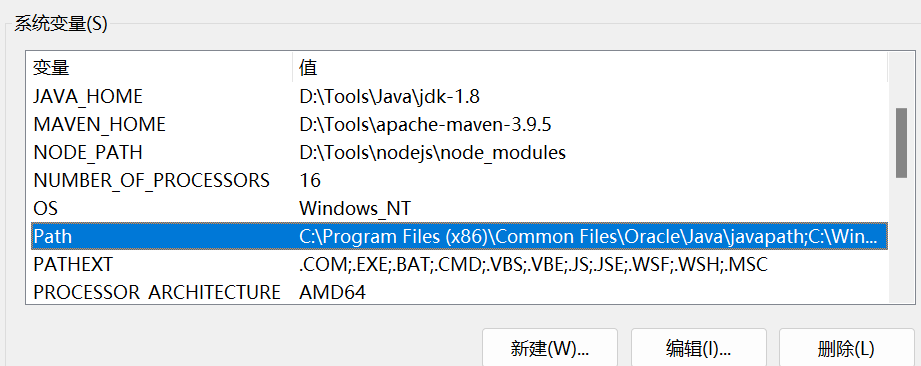 系统变量(S)
变量 值
JAVA_HOME D:\Tools\Java\jdk-1.8
MAVEN_HOME D:\Tools\apache-maven-3.9.5
NODE_PATH D:\Tools\nodejs\node_modules
NUMBER_OF_PROCESSORS 16
OS Windows_NT
Path C:\Program Files (x86)\Common Files\Oracle\Java\javapath;C:\Win...
PATHEXT .COM;.EXE;.BAT;.CMD;.VBS;.VBE;.JS;.JSE;.WSF;.WSH;.MSC
PROCESSOR_ARCHITECTURE AMD64
新建(W)... 编辑(I)... 删除(L)